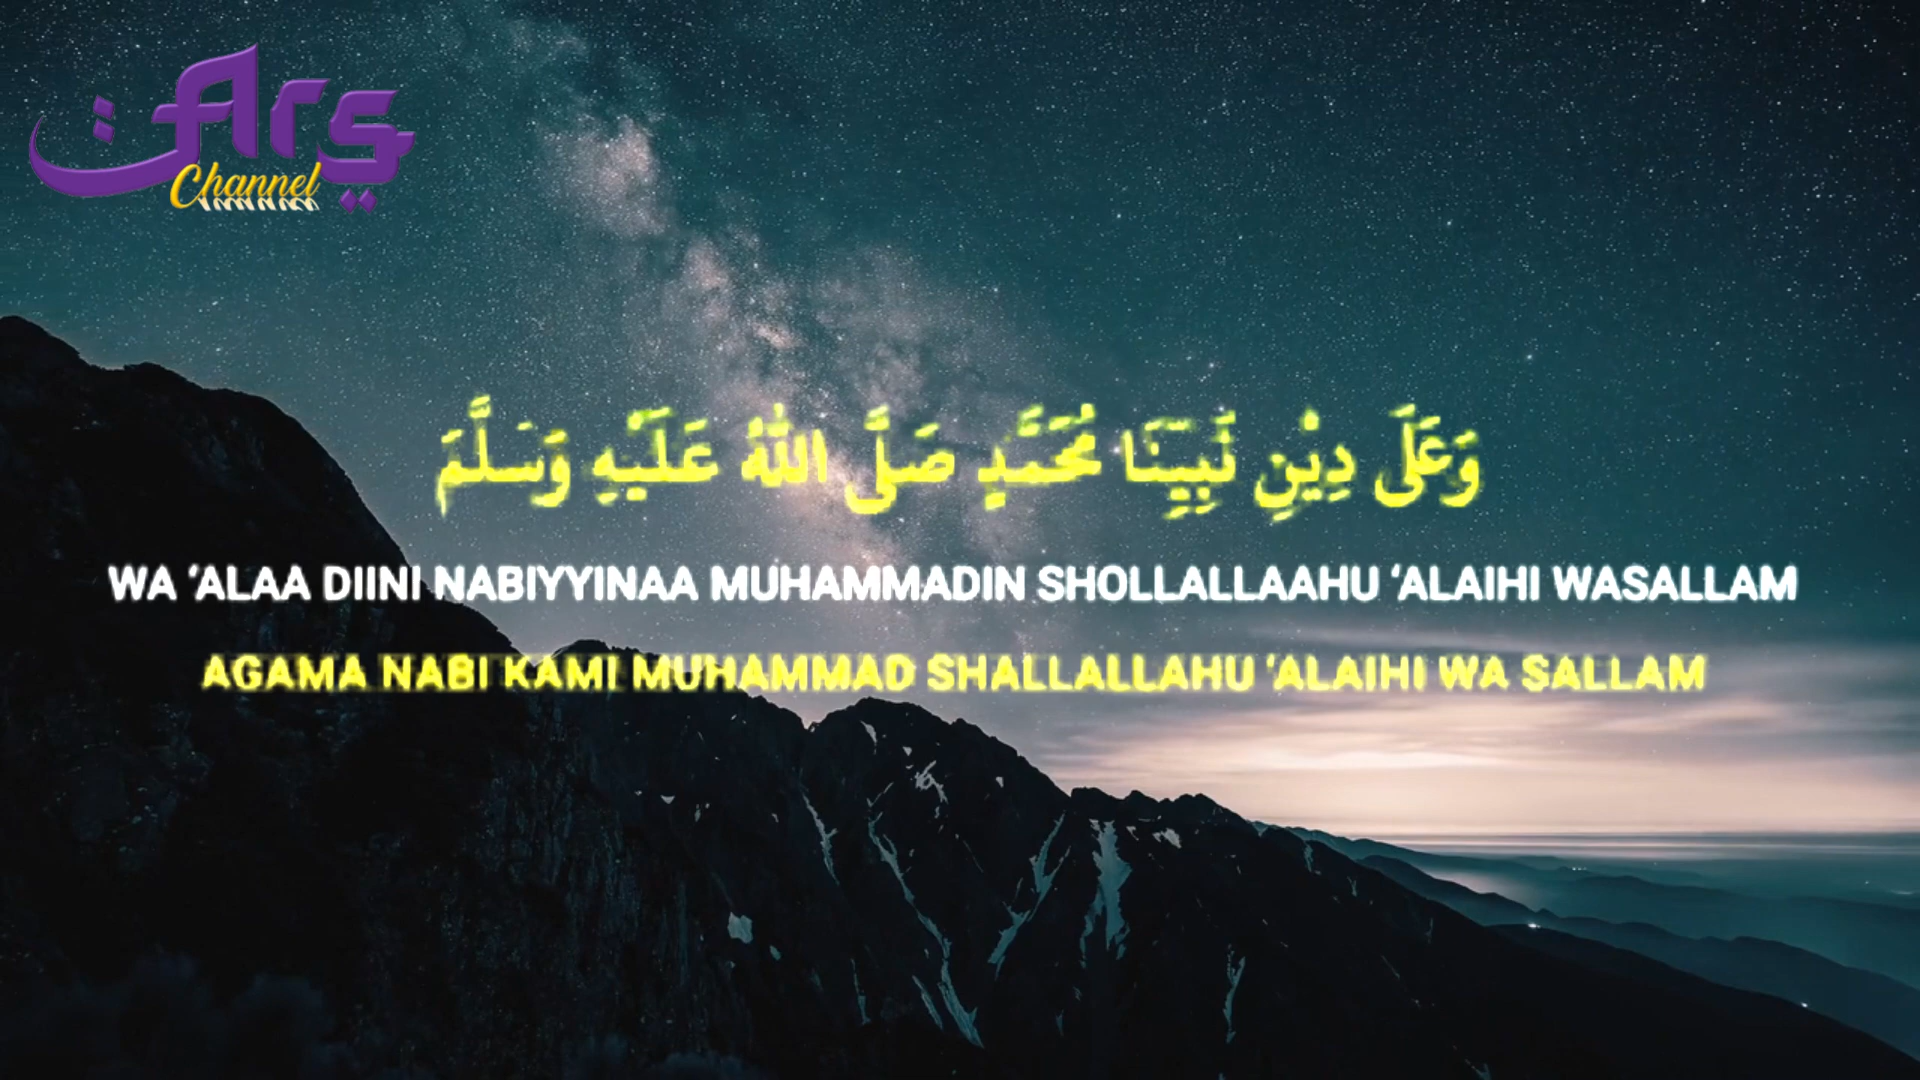 Ars
Channel
وَعَلَى دِيْنِ نَبِيِّنَا مُحَمَّدٍ صَلَّى اللهُ عَلَيْهِ وَسَلَّمَ
WA ‘ALAA DIINI NABIYYINAA MUHAMMADIN SHOLLALLAAHU ‘ALAIHI WASALLAM
AGAMA NABI KAMI MUHAMMAD SHALLALLAHU ‘ALAIHI WA SALLAM